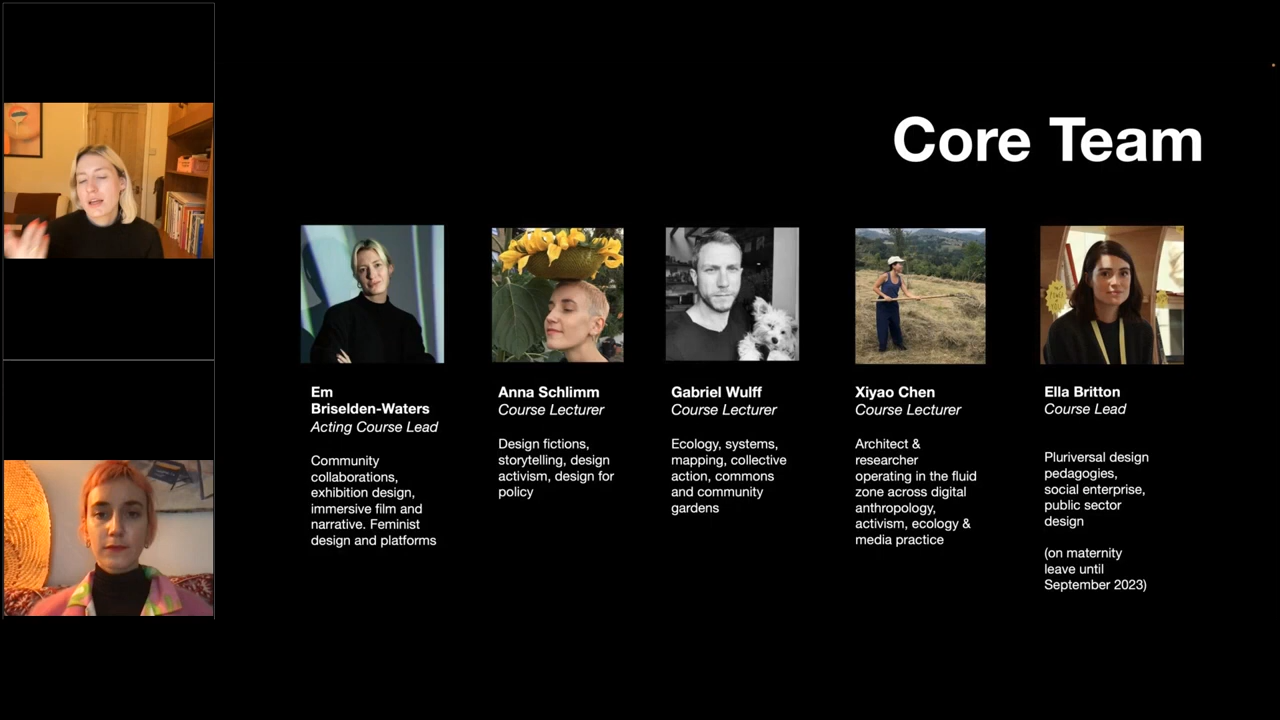 Core Team
Em
Briselden-Waters
Acting Course Lead
Community
collaborations,
exhibition design,
immersive film and
narrative. Feminist
design and platforms
Anna Schlimm
Course Lecturer
Design fictions,
storytelling, design
activism, design for
policy
Gabriel Wulff
Course Lecturer
Ecology, systems,
mapping, collective
action, commons
and community
gardens
Xiyao Chen
Course Lecturer
Architect &
researcher
operating in the fluid
zone across digital
anthropology,
activism, ecology &
media practice
Ella Britton
Course Lead
Pluriversal design
pedagogies,
social enterprise,
public sector
design
(on maternity
leave until
September 2023)